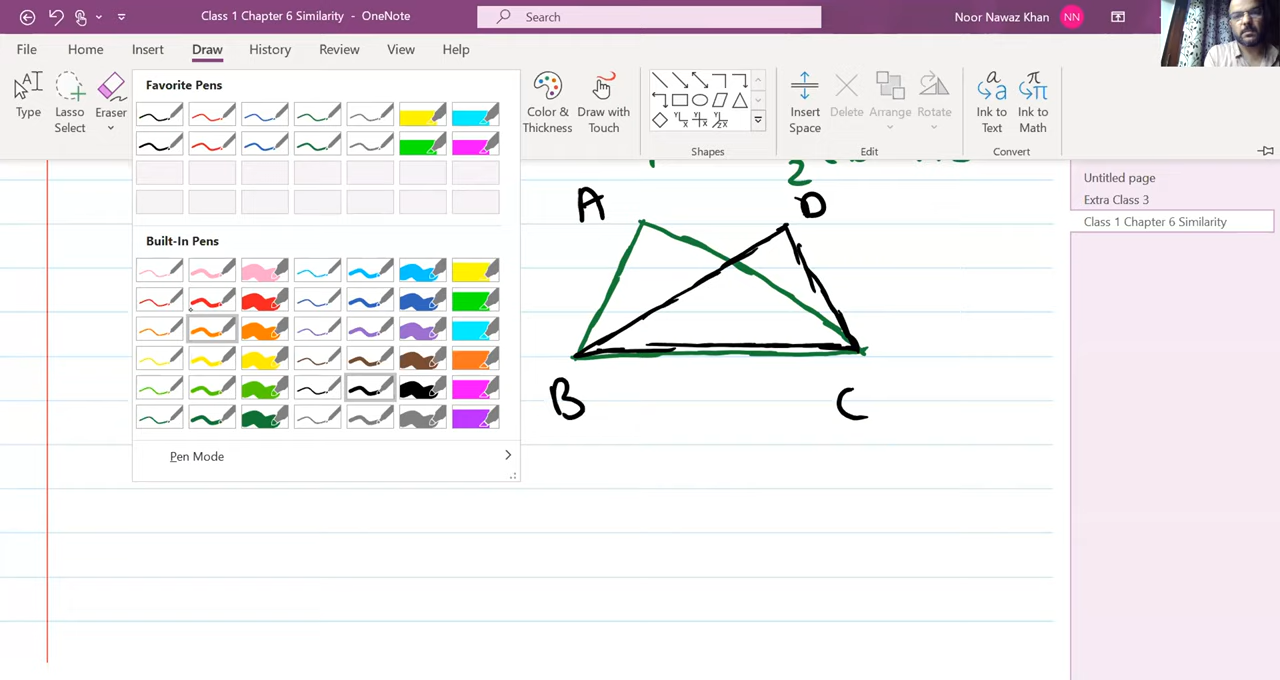 Class 1 Chapter 6 Similarity - OneNote
Search
Noor Nawaz Khan NN
File Home Insert Draw History Review View Help
Type
Lasso Select
Eraser
Favorite Pens
Built-In Pens
Pen Mode
Color & Thickness
Draw with Touch
Shapes
Insert Space
Delete
Arrange
Rotate
Edit
a
Ink to Text
π
Ink to Math
Convert
2
Untitled page
Extra Class 3
Class 1 Chapter 6 Similarity
A D
B C